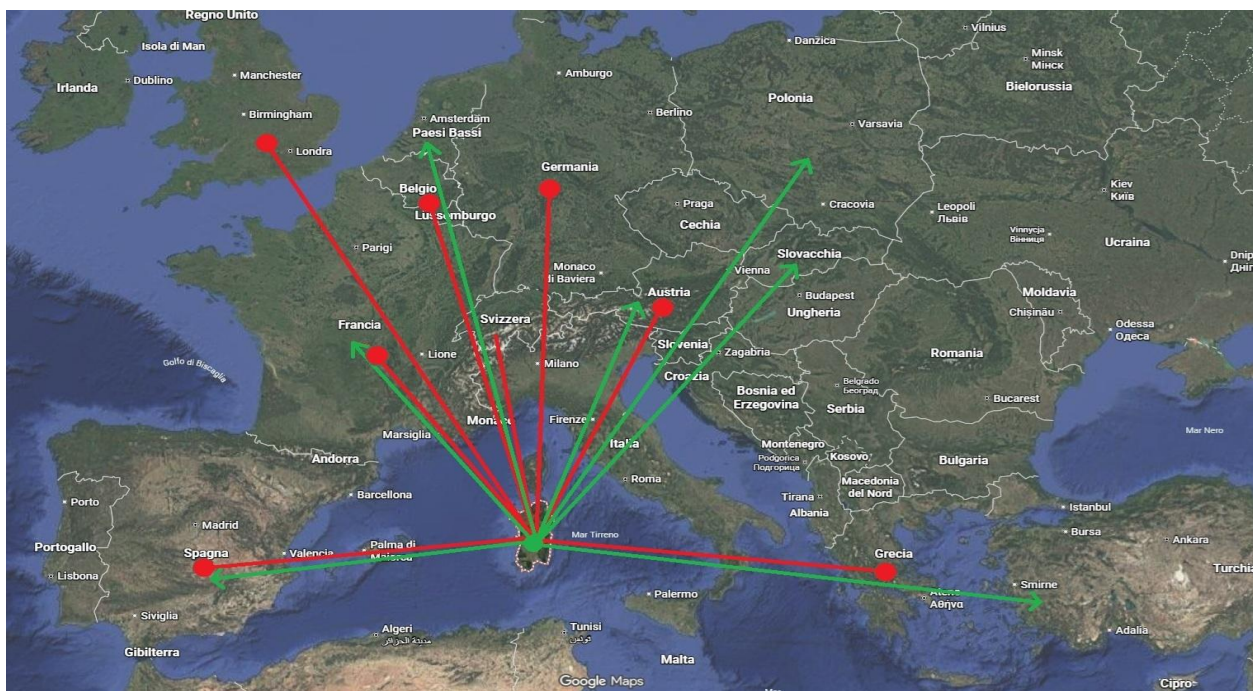 Regno Unito
Isola di Man
Irlanda
Dublino
Manchester
Birmingham
Londra
Amsterdam
Paesi Bassi
Amburgo
Danzica
Vilnius
Minsk
Мінск
Bielorussia
Polonia
Berlino
Varsavia
Germania
Belgio
Lussemburgo
Praga
Cechia
Cracovia
Leopoli
Львів
Kiev
Київ
Vinnycja
Вінниця
Ucraina
Parigi
Monaco
di Baviera
Vienna
Slovacchia
Austria
Budapest
Ungheria
Moldavia
Chișinău
Odessa
Одеса
Francia
Svizzera
Lione
Milano
Slovenia
Zagabria
Croazia
Romania
Golfo di Biscaglia
Bosnia ed
Erzegovina
Belgrado
Београд
Serbia
Bucarest
Marsiglia
Monaco
Firenze
Italia
Mar Nero
Andorra
Montenegro
Podgorica
Подгорица
Kosovo
Bulgaria
Roma
Macedonia
del Nord
Tirana
Albania
Porto
Barcellona
Istanbul
Bursa
Ankara
Madrid
Mar Tirreno
Portogallo
Spagna
Valencia
Palma di
Grecia
Lisbona
Smirne
Turchia
Αθήνα
Siviglia
Palermo
Adalia
Gibilterra
Algeri
Tunisi
تونس
Malta
Google Maps
Cipro